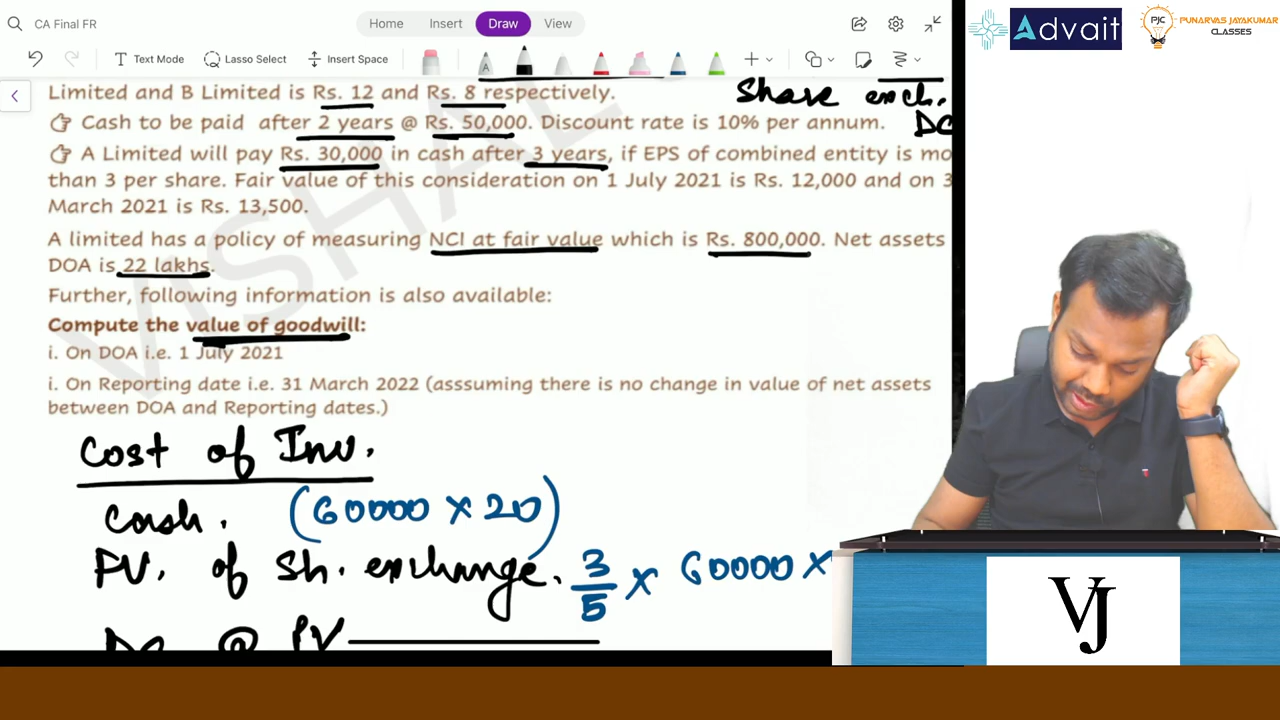 CA Final FR
Home Insert Draw View
Advait
PJC
PUNARVAS JAYAKUMAR
CLASSES
Text Mode Lasso Select Insert Space
Limited and B Limited is Rs. 12 and Rs. 8 respectively.
Share exch.
Cash to be paid after 2 years @ Rs. 50,000. Discount rate is 10% per annum.
DC
A Limited will pay Rs. 30,000 in cash after 3 years, if EPS of combined entity is mo
than 3 per share. Fair value of this consideration on 1 July 2021 is Rs. 12,000 and on 3
March 2021 is Rs. 13,500.
A limited has a policy of measuring NCI at fair value which is Rs. 800,000. Net assets
DOA is 22 lakhs.
Further, following information is also available:
Compute the value of goodwill:
i. On DOA i.e. 1 July 2021
i. On Reporting date i.e. 31 March 2022 (asssuming there is no change in value of net assets
between DOA and Reporting dates.)
Cost of Inv.
Cash. (60000 × 20)
PV. of Sh. exchange. 3/5 × 60000 ×
DC @ PV
VISHAL
VJ